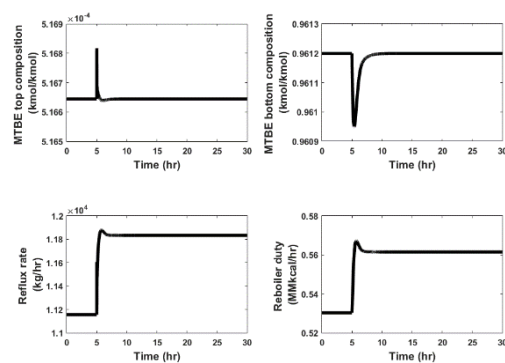 ×10⁻⁴
5.169
5.168
5.167
5.166
5.165
MTBE top composition
(kmol/kmol)
0 5 10 15 20 25 30
Time (hr)
0.9613
0.9612
0.9611
0.961
0.9609
MTBE bottom composition
(kmol/kmol)
0 5 10 15 20 25 30
Time (hr)
×10⁴
1.2
1.18
1.16
1.14
1.12
1.1
Reflux rate
(kg/hr)
0 5 10 15 20 25 30
Time (hr)
0.58
0.56
0.54
0.52
Reboiler duty
(MMkcal/hr)
0 5 10 15 20 25 30
Time (hr)